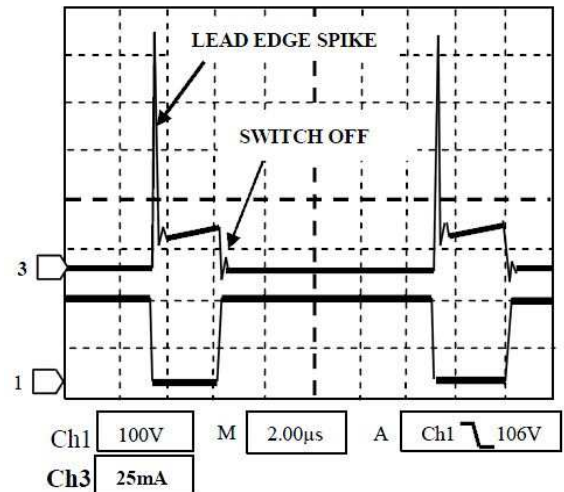 LEAD EDGE SPIKE
SWITCH OFF
3
1
Ch1 100V M 2.00µs A Ch1 106V
Ch3 25mA